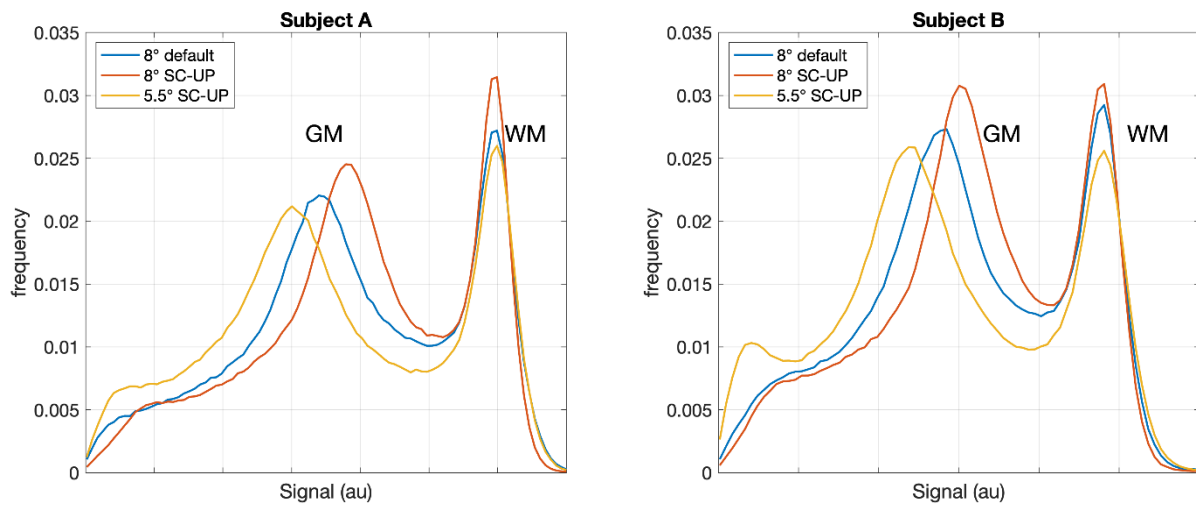 Subject A
0.035
0.03
0.025
0.02
0.015
0.01
0.005
0
frequency
Signal (au)
8° default
8° SC-UP
5.5° SC-UP
GM
WM
Subject B
0.035
0.03
0.025
0.02
0.015
0.01
0.005
0
frequency
Signal (au)
8° default
8° SC-UP
5.5° SC-UP
GM
WM